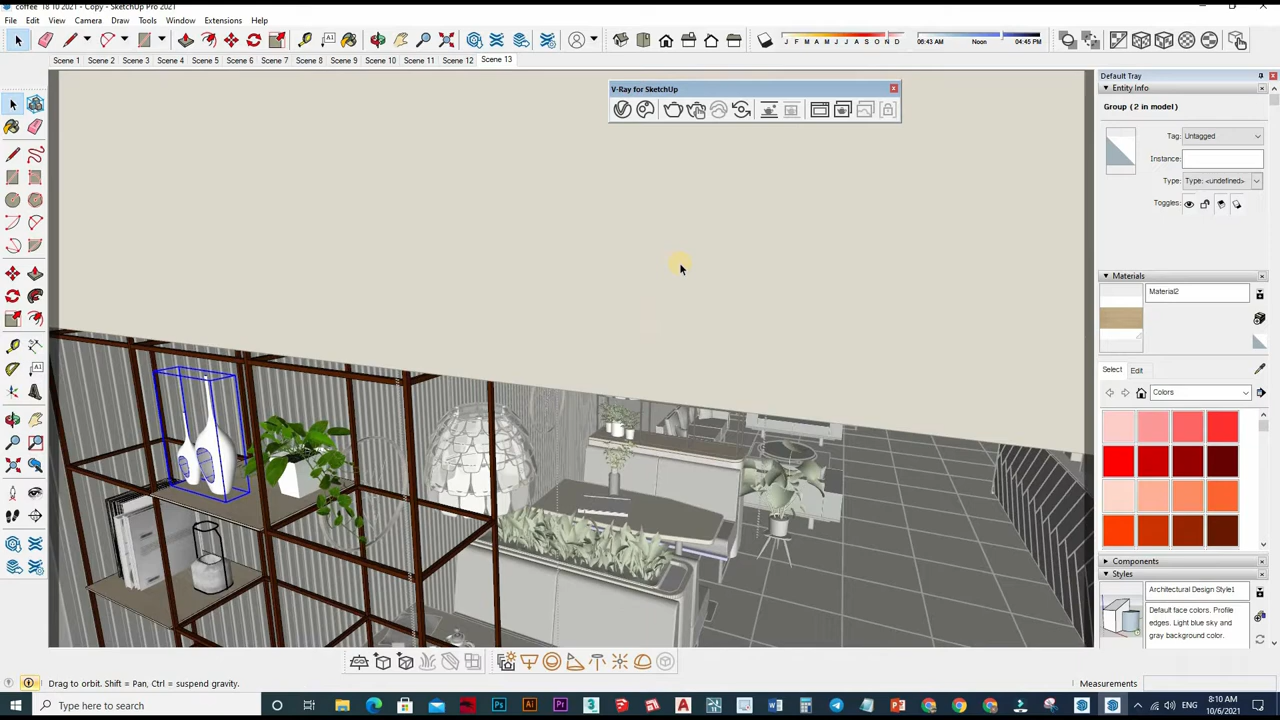 coffee 18 10 2021 - Copy - SketchUp Pro 2021
File Edit View Camera Draw Tools Window Extensions Help
J F M A M J J A S O N D
06:43 AM Noon 04:45 PM
Scene 1 Scene 2 Scene 3 Scene 4 Scene 5 Scene 6 Scene 7 Scene 8 Scene 9 Scene 10 Scene 11 Scene 12 Scene 13
V-Ray for SketchUp
Default Tray
Entity Info
Group (2 in model)
Tag: Untagged
Instance:
Type: Type: <undefined>
Toggles:
Materials
Material2
Select Edit
Colors
Components
Styles
Architectural Design Style1
Default face colors. Profile
edges. Light blue sky and
gray background color.
Drag to orbit. Shift = Pan, Ctrl = suspend gravity.
Measurements
Type here to search
ENG
8:10 AM
10/6/2021